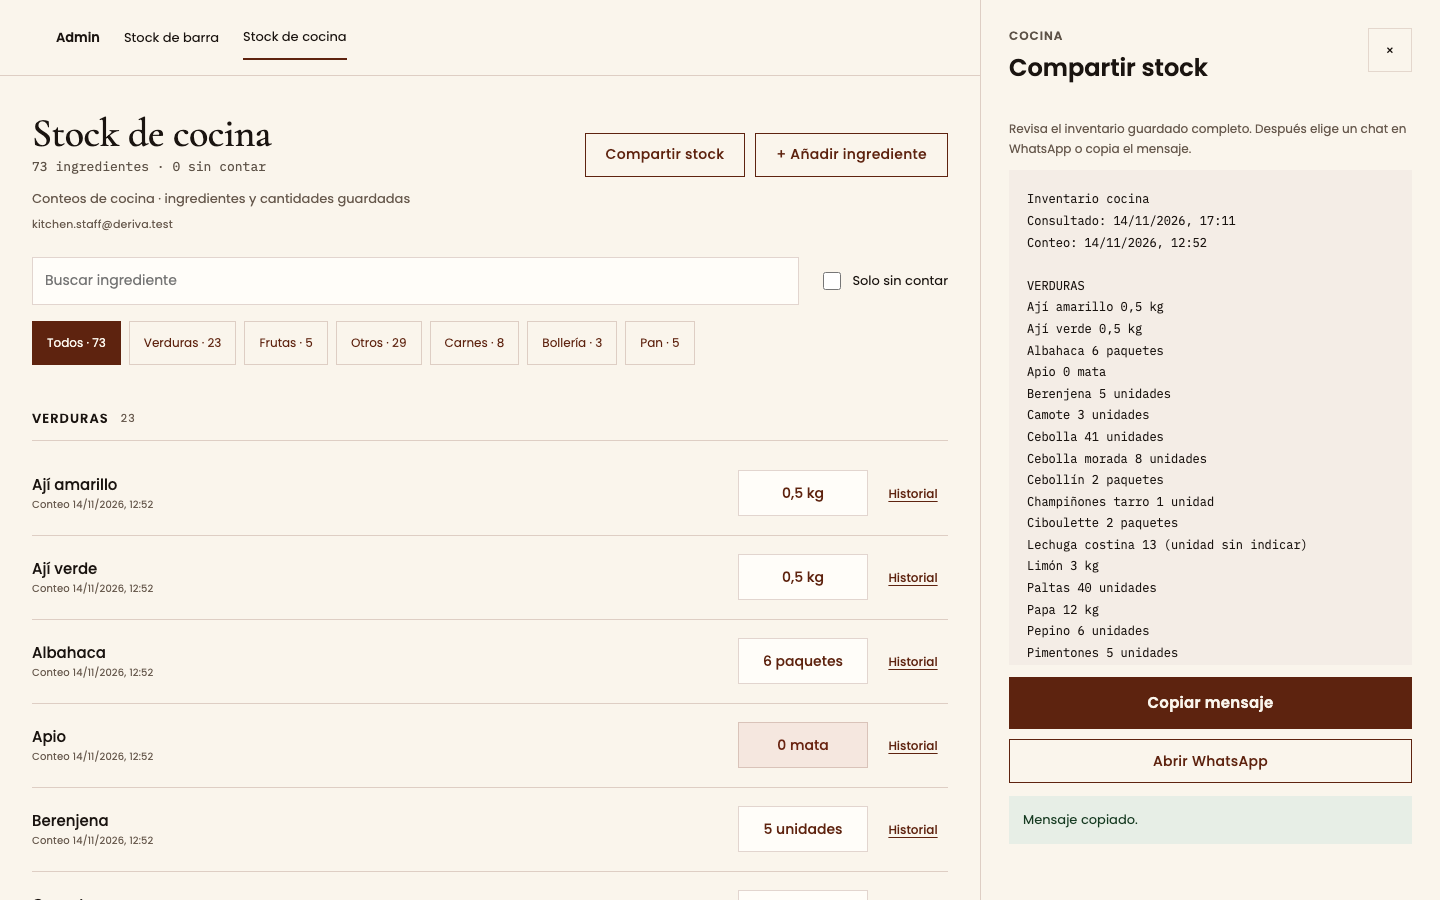 Admin
Stock de barra
Stock de cocina
Stock de cocina
73 ingredientes · 0 sin contar
Conteos de cocina · ingredientes y cantidades guardadas
kitchen.staff@deriva.test
Compartir stock
+ Añadir ingrediente
Buscar ingrediente
Solo sin contar
Todos · 73
Verduras · 23
Frutas · 5
Otros · 29
Carnes · 8
Bollería · 3
Pan · 5
VERDURAS 23
Ají amarillo
Conteo 14/11/2026, 12:52
0,5 kg
Historial
Ají verde
Conteo 14/11/2026, 12:52
0,5 kg
Historial
Albahaca
Conteo 14/11/2026, 12:52
6 paquetes
Historial
Apio
Conteo 14/11/2026, 12:52
0 mata
Historial
Berenjena
Conteo 14/11/2026, 12:52
5 unidades
Historial
COCINA
Compartir stock
×
Revisa el inventario guardado completo. Después elige un chat en
WhatsApp o copia el mensaje.
Inventario cocina
Consultado: 14/11/2026, 17:11
Conteo: 14/11/2026, 12:52
VERDURAS
Ají amarillo 0,5 kg
Ají verde 0,5 kg
Albahaca 6 paquetes
Apio 0 mata
Berenjena 5 unidades
Camote 3 unidades
Cebolla 41 unidades
Cebolla morada 8 unidades
Cebollín 2 paquetes
Champiñones tarro 1 unidad
Ciboulette 2 paquetes
Lechuga costina 13 (unidad sin indicar)
Limón 3 kg
Paltas 40 unidades
Papa 12 kg
Pepino 6 unidades
Pimentones 5 unidades
Copiar mensaje
Abrir WhatsApp
Mensaje copiado.